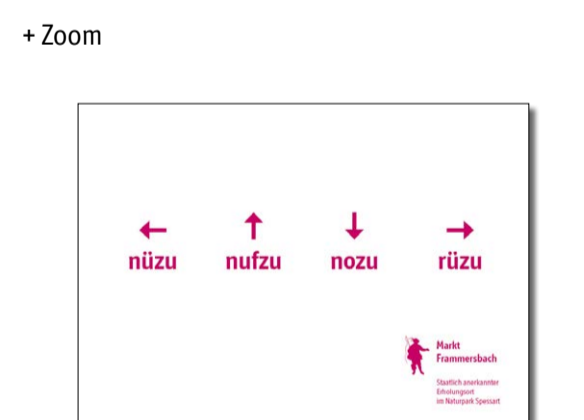 + Zoom
nüzu nufzu nozu rüzu
Markt
Frammersbach
Staatlich anerkannter
Erholungsort
im Naturpark Spessart